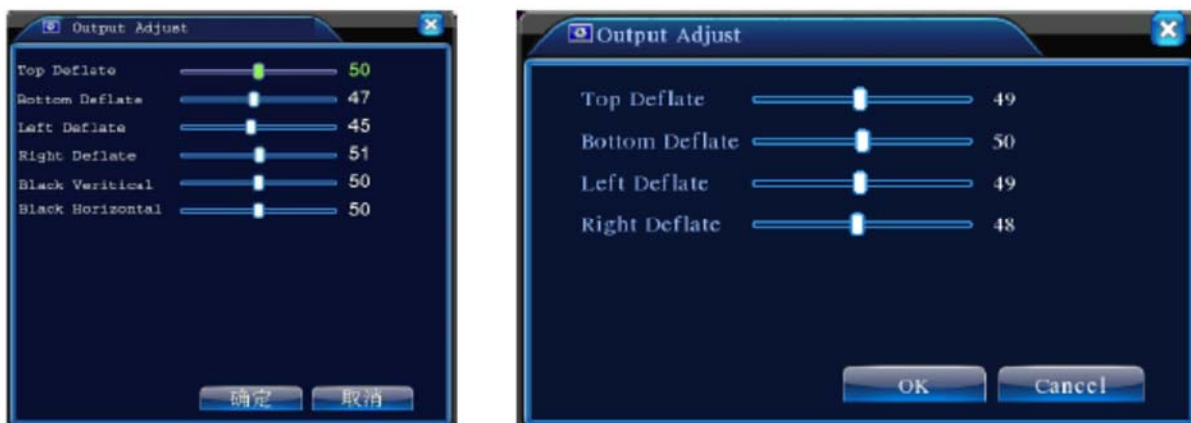 Output Adjust
Top Deflate 50
Bottom Deflate 47
Left Deflate 45
Right Deflate 51
Black Veritical 50
Black Horizontal 50
确定 取消
Output Adjust
Top Deflate 49
Bottom Deflate 50
Left Deflate 49
Right Deflate 48
OK Cancel